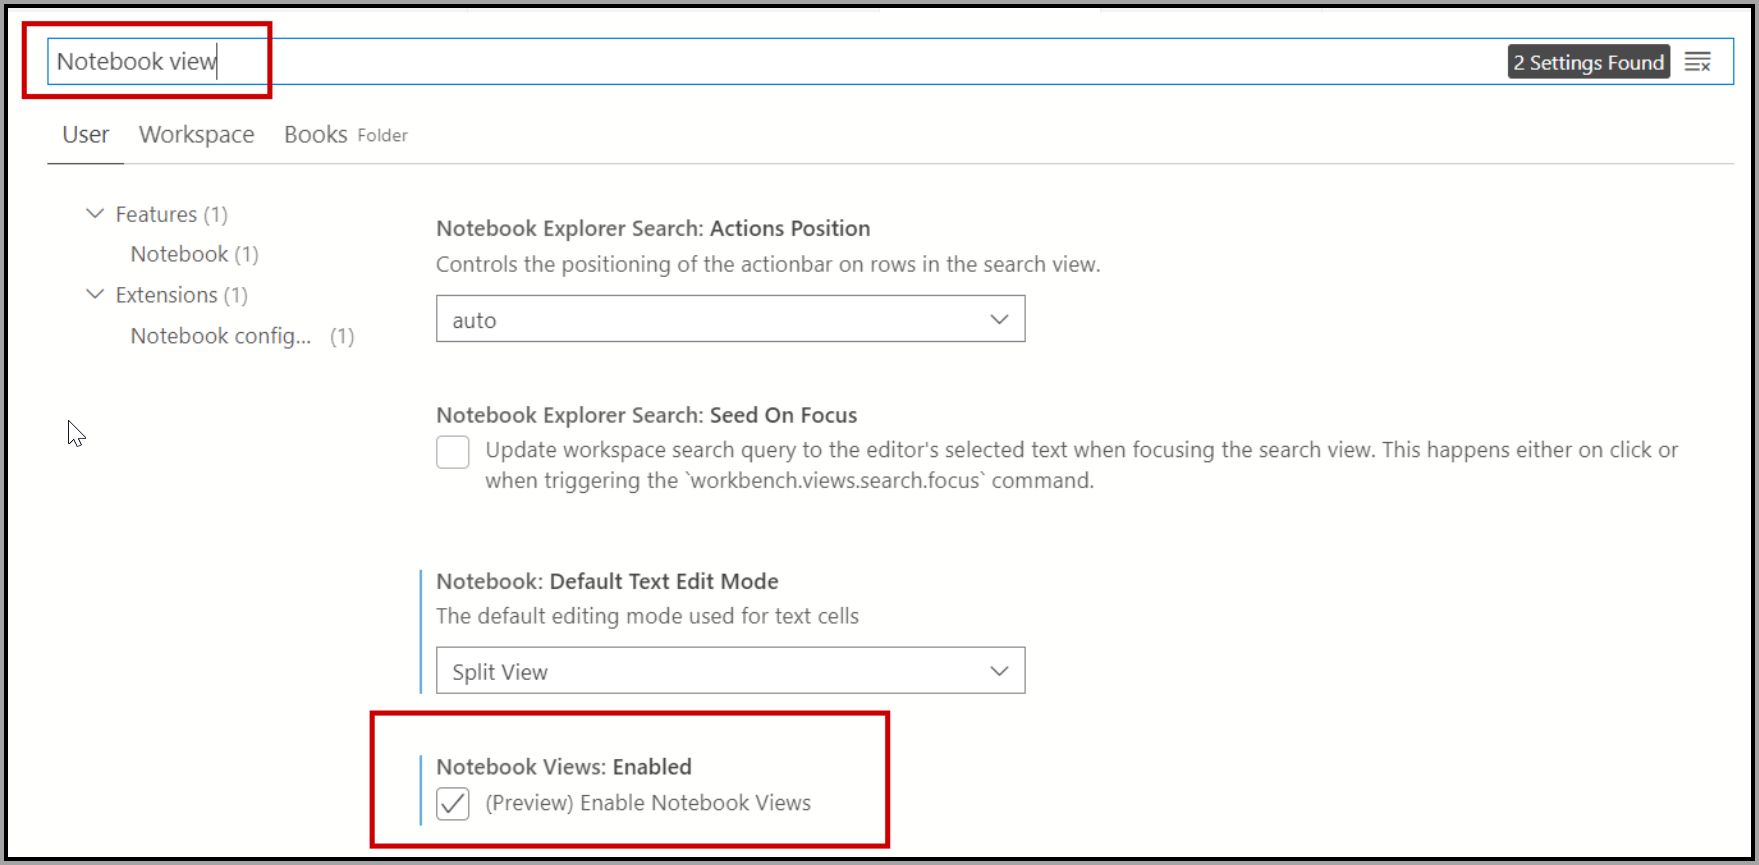 Notebook view
2 Settings Found
User Workspace Books Folder
Features (1)
Notebook (1)
Extensions (1)
Notebook config... (1)
Notebook Explorer Search: Actions Position
Controls the positioning of the actionbar on rows in the search view.
auto
Notebook Explorer Search: Seed On Focus
Update workspace search query to the editor's selected text when focusing the search view. This happens either on click or
when triggering the `workbench.views.search.focus` command.
Notebook: Default Text Edit Mode
The default editing mode used for text cells
Split View
Notebook Views: Enabled
(Preview) Enable Notebook Views